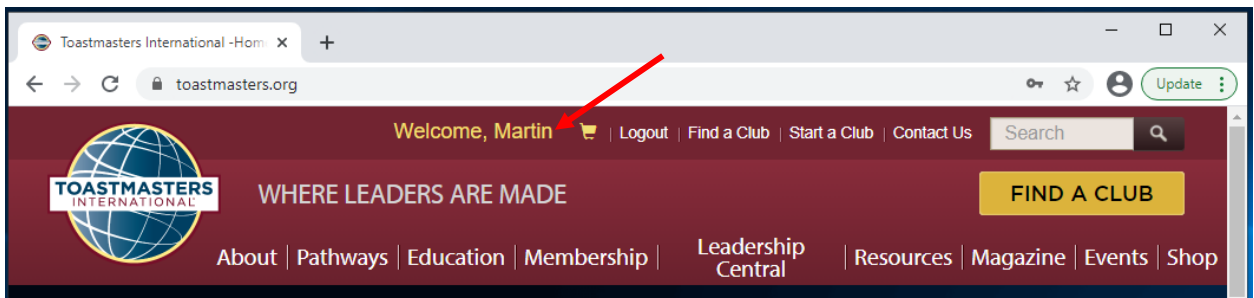 Toastmasters International -Hom
toastmasters.org
Update
Welcome, Martin | Logout | Find a Club | Start a Club | Contact Us
Search
TOASTMASTERS
INTERNATIONAL
WHERE LEADERS ARE MADE
FIND A CLUB
About | Pathways | Education | Membership | Leadership Central | Resources | Magazine | Events | Shop